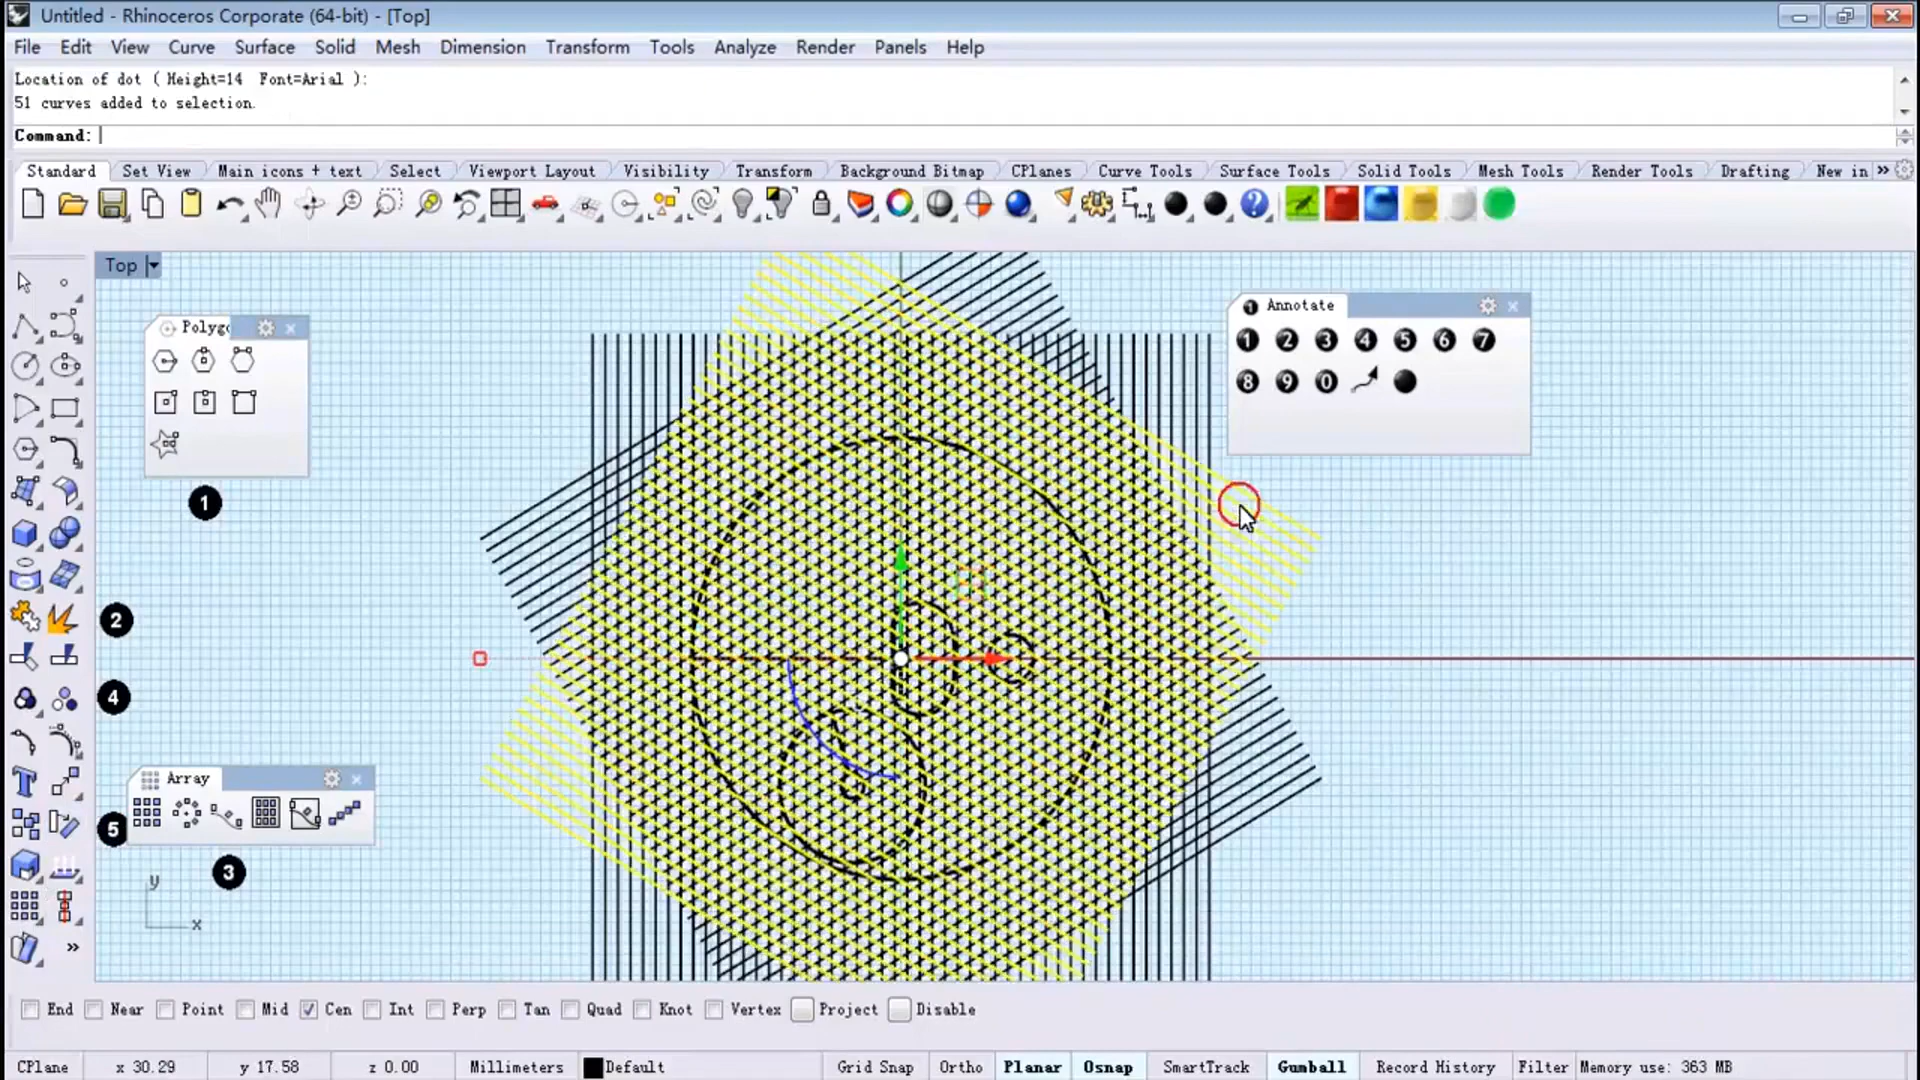 Untitled - Rhinoceros Corporate (64-bit) - [Top]
File Edit View Curve Surface Solid Mesh Dimension Transform Tools Analyze Render Panels Help
Location of dot ( Height=14 Font=Arial ):
51 curves added to selection.
Command:
Standard Set View Main icons + text Select Viewport Layout Visibility Transform Background Bitmap CPlanes Curve Tools Surface Tools Solid Tools Mesh Tools Render Tools Drafting New in »
Top
Polygo
1
Annotate
1 2 3 4 5 6 7
8 9 0
2
4
Array
5
3
y
x
»
End Near Point Mid Cen Int Perp Tan Quad Knot Vertex Project Disable
CPlane x 30.29 y 17.58 z 0.00 Millimeters Default Grid Snap Ortho Planar Osnap SmartTrack Gumball Record History Filter Memory use: 363 MB